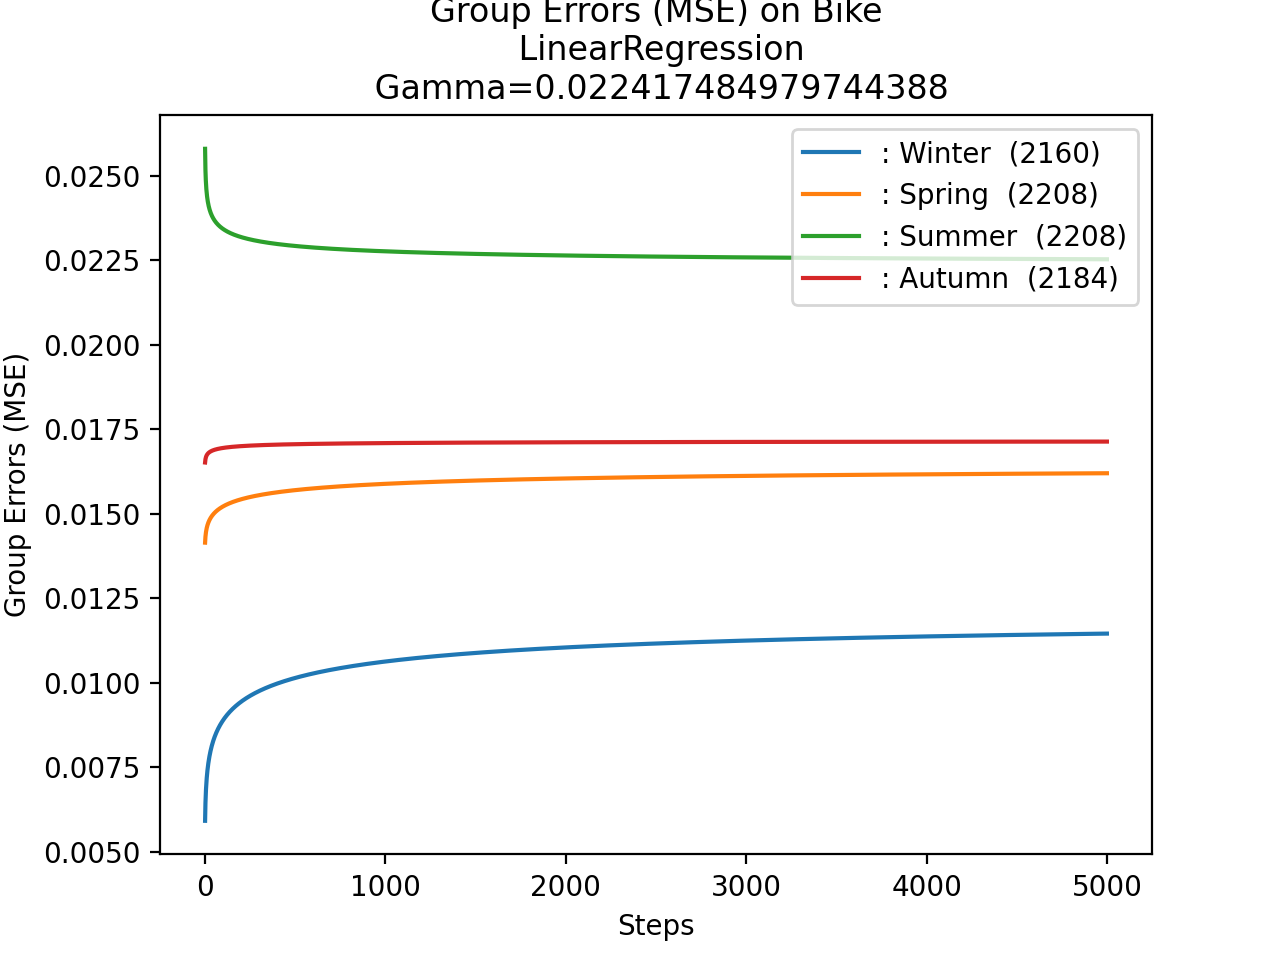 Group Errors (MSE) on Bike
LinearRegression
Gamma=0.022417484979744388
: Winter (2160)
: Spring (2208)
: Summer (2208)
: Autumn (2184)
Group Errors (MSE)
0.0250
0.0225
0.0200
0.0175
0.0150
0.0125
0.0100
0.0075
0.0050
0 1000 2000 3000 4000 5000
Steps